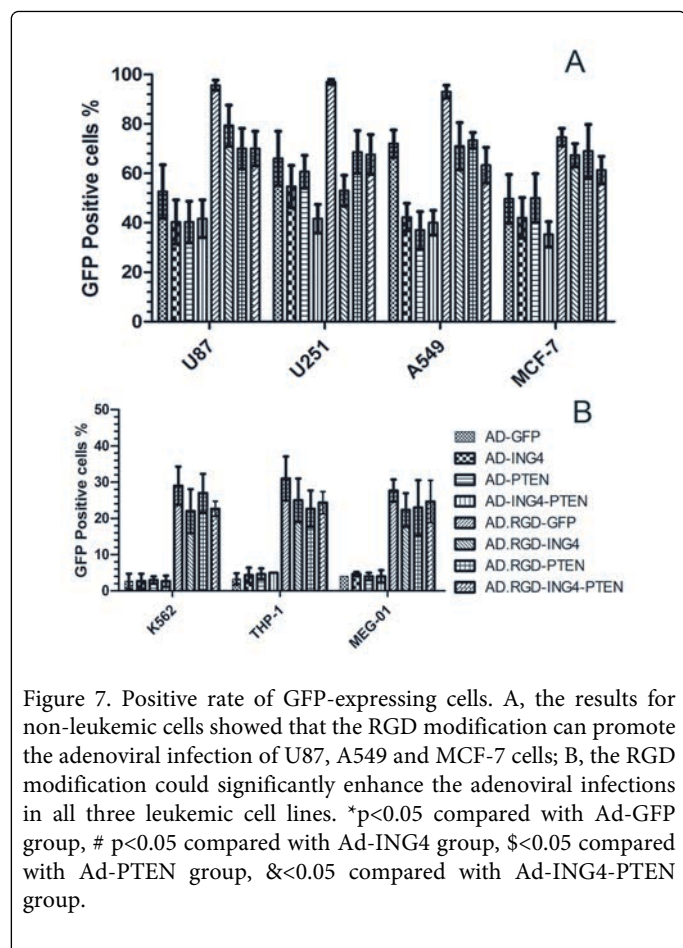 A
GFP Positive cells %
100
80
60
40
20
0
U87
U251
A549
MCF-7
B
GFP Positive cells %
50
40
30
20
10
0
K562
THP-1
MEG-01
AD-GFP
AD-ING4
AD-PTEN
AD-ING4-PTEN
AD.RGD-GFP
AD.RGD-ING4
AD.RGD-PTEN
AD.RGD-ING4-PTEN
Figure 7. Positive rate of GFP-expressing cells. A, the results for
non-leukemic cells showed that the RGD modification can promote
the adenoviral infection of U87, A549 and MCF-7 cells; B, the RGD
modification could significantly enhance the adenoviral infections
in all three leukemic cell lines. *p<0.05 compared with Ad-GFP
group, # p<0.05 compared with Ad-ING4 group, $<0.05 compared
with Ad-PTEN group, &<0.05 compared with Ad-ING4-PTEN
group.